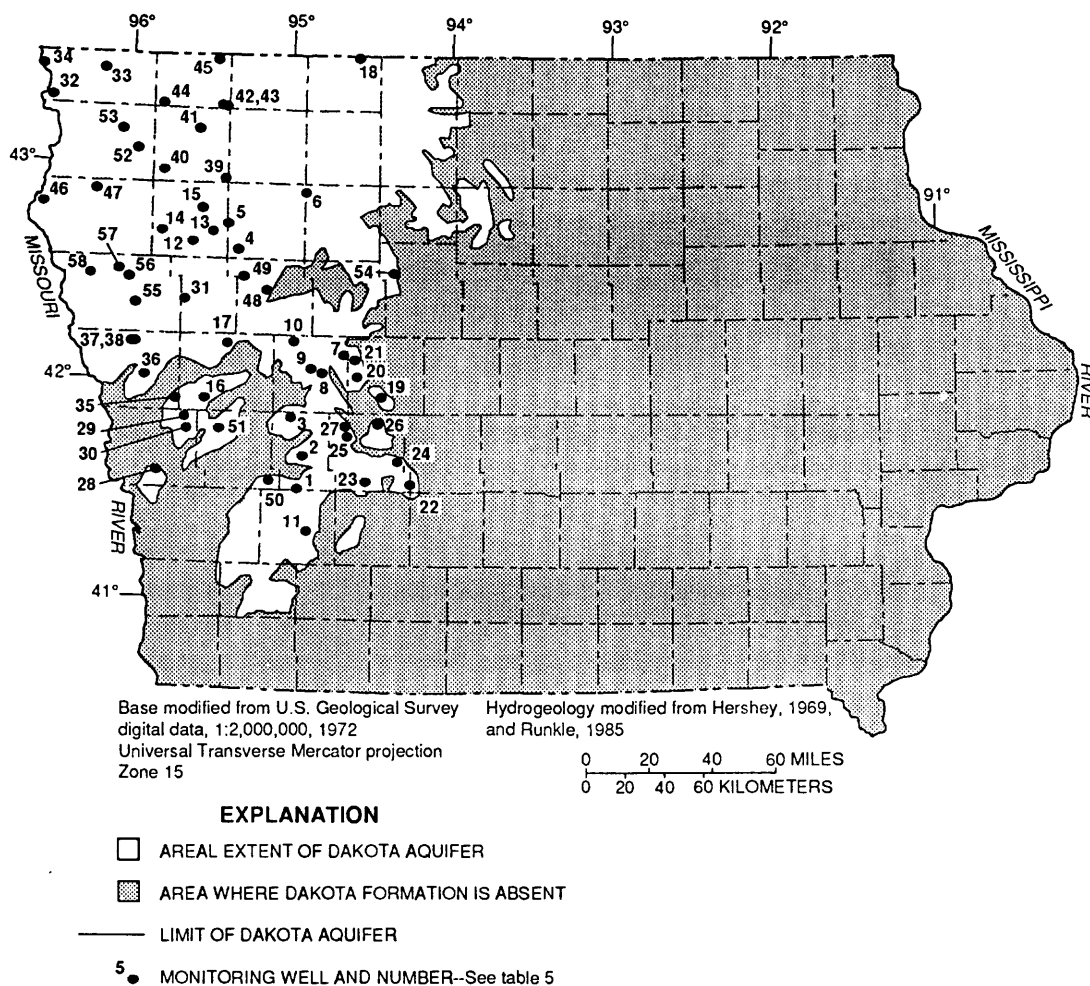 96° 95° 94° 93° 92°
34 33 45 18
32 44 42,43
53 41
52
43° 40 39
46 47 15 6
91°
14 13 5
12 4
57
58 56 49 54
55 31 48
MISSOURI
MISSISSIPPI
17 10
37,38 7 21
36 9 20
42° 8
16 19
35
29 51 3 27 26
30 2 25 24
28 23
50 1 22
11
RIVER
RIVER
41°
Base modified from U.S. Geological Survey
digital data, 1:2,000,000, 1972
Universal Transverse Mercator projection
Zone 15
Hydrogeology modified from Hershey, 1969,
and Runkle, 1985
0 20 40 60 MILES
0 20 40 60 KILOMETERS
EXPLANATION
AREAL EXTENT OF DAKOTA AQUIFER
AREA WHERE DAKOTA FORMATION IS ABSENT
LIMIT OF DAKOTA AQUIFER
5 MONITORING WELL AND NUMBER--See table 5